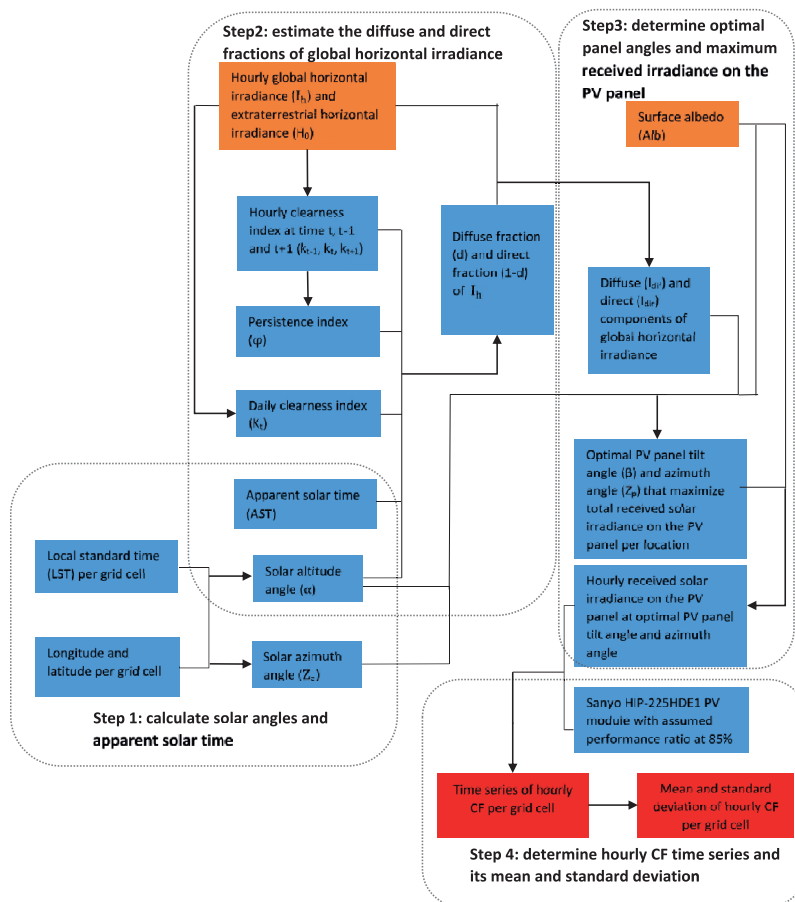 Step2: estimate the diffuse and direct
fractions of global horizontal irradiance
Hourly global horizontal
irradiance (Iₕ) and
extraterrestrial horizontal
irradiance (H₀)
Hourly clearness
index at time t, t-1
and t+1 (kₜ₋₁, kₜ, kₜ₊₁)
Persistence index
(φ)
Daily clearness index
(kₜ)
Diffuse fraction
(d) and direct
fraction (1-d)
of Iₕ
Step3: determine optimal
panel angles and maximum
received irradiance on the
PV panel
Surface albedo
(Alb)
Diffuse (I_dif) and
direct (I_dir)
components of
global horizontal
irradiance
Optimal PV panel tilt
angle (β) and azimuth
angle (Zₚ) that maximize
total received solar
irradiance on the PV
panel per location
Hourly received solar
irradiance on the PV
panel at optimal PV panel
tilt angle and azimuth
angle
Apparent solar time
(AST)
Local standard time
(LST) per grid cell
Solar altitude
angle (α)
Longitude and
latitude per grid cell
Solar azimuth
angle (Zₛ)
Step 1: calculate solar angles and
apparent solar time
Sanyo HIP-225HDE1 PV
module with assumed
performance ratio at 85%
Time series of hourly
CF per grid cell
Mean and standard
deviation of hourly CF
per grid cell
Step 4: determine hourly CF time series and
its mean and standard deviation